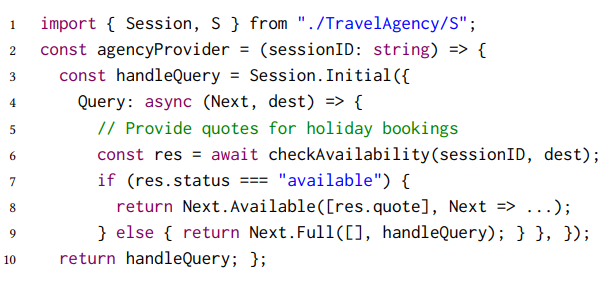 1 import { Session, S } from "./TravelAgency/S";
2 const agencyProvider = (sessionID: string) => {
3 const handleQuery = Session.Initial({
4 Query: async (Next, dest) => {
5 // Provide quotes for holiday bookings
6 const res = await checkAvailability(sessionID, dest);
7 if (res.status === "available") {
8 return Next.Available([res.quote], Next => ...);
9 } else { return Next.Full([], handleQuery); } }, });
10 return handleQuery; };